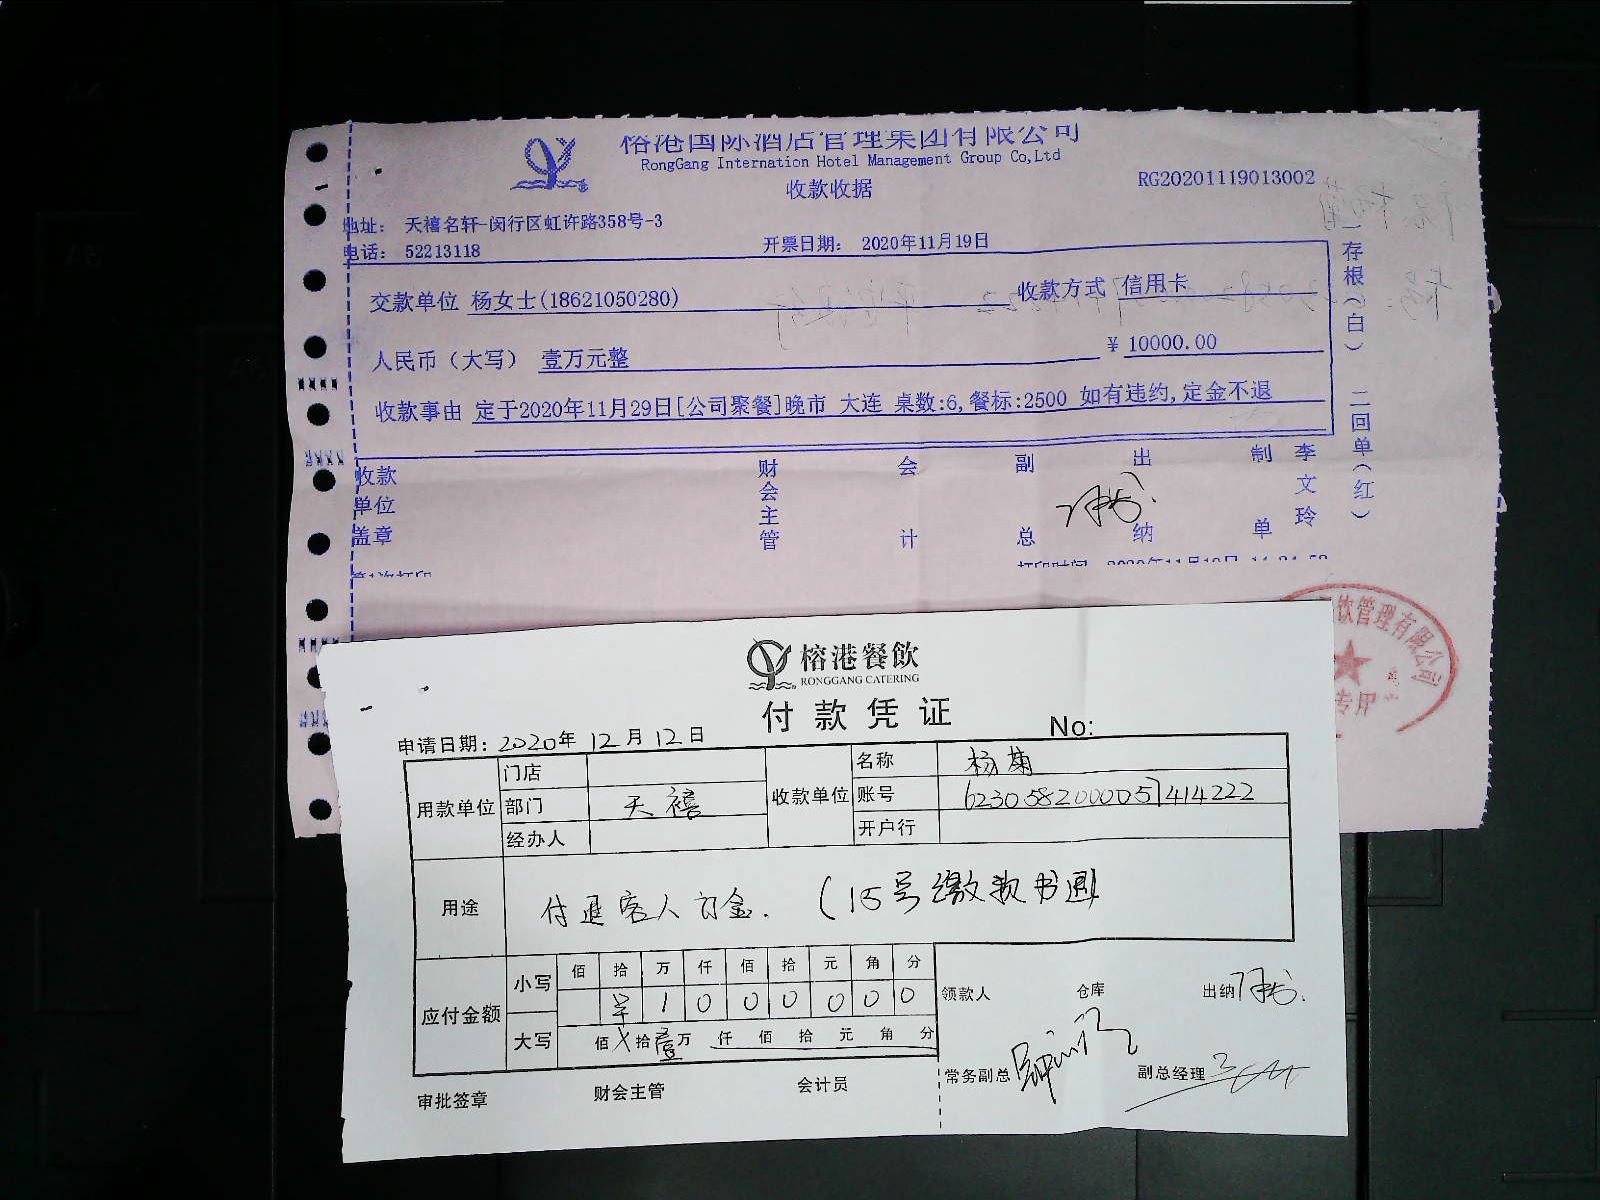 榕港国际酒店管理集团有限公司
RongGang Internation Hotel Management Group Co,Ltd
收款收据
RG20201119013002
地址： 天禧名轩-闵行区虹许路358号-3
电话： 52213118
开票日期： 2020年11月19日
交款单位 杨女士(18621050280)
收款方式 信用卡
人民币（大写） 壹万元整
¥ 10000.00
收款事由 定于2020年11月29日[公司聚餐]晚市 大连 桌数:6,餐标:2500 如有违约,定金不退
一存根（白） 二回单（红）
收款单位盖章
财会主管
会计
副总
出纳
制单
李文玲
饮管理有限公司
专用
榕港餐飲
RONGGANG CATERING
付款凭证
申请日期：2020年 12月 12日
No:
用款单位
门店
部门 天禧
经办人
收款单位
名称 杨菊
账号 6230582000057414222
开户行
用途
付退客人订金. (15号缴款书退)
应付金额
小写
佰 拾 万 仟 佰 拾 元 角 分
1 0 0 0 0 0 0
大写
佰 拾 壹万 仟 佰 拾 元 角 分
领款人
仓库
出纳
常务副总
副总经理
审批签章
财会主管
会计员